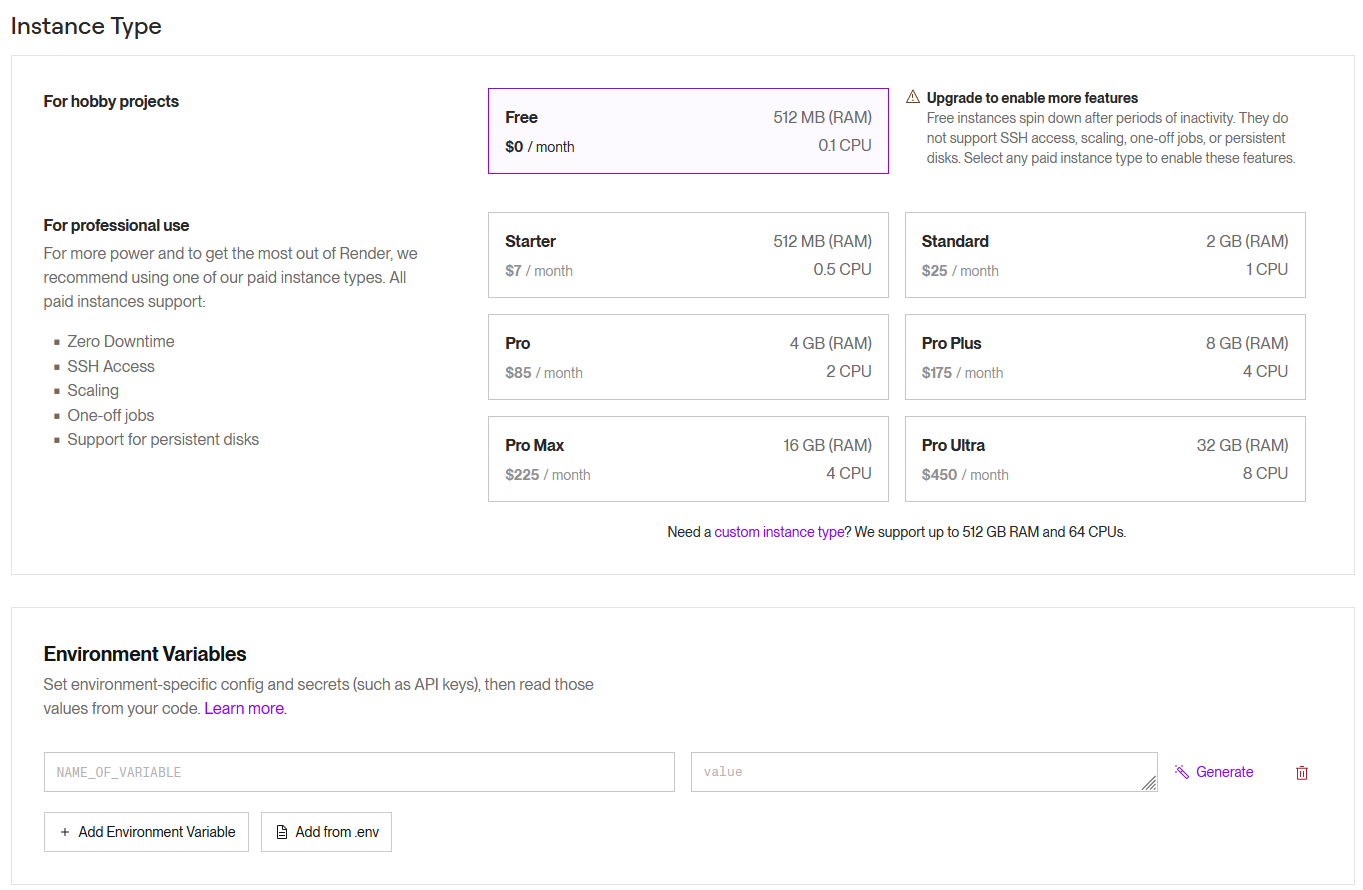 Instance Type
For hobby projects
Free
512 MB (RAM)
$0 / month
0.1 CPU
Upgrade to enable more features
Free instances spin down after periods of inactivity. They do
not support SSH access, scaling, one-off jobs, or persistent
disks. Select any paid instance type to enable these features.
For professional use
For more power and to get the most out of Render, we
recommend using one of our paid instance types. All
paid instances support:
Zero Downtime
SSH Access
Scaling
One-off jobs
Support for persistent disks
Starter
512 MB (RAM)
$7 / month
0.5 CPU
Standard
2 GB (RAM)
$25 / month
1 CPU
Pro
4 GB (RAM)
$85 / month
2 CPU
Pro Plus
8 GB (RAM)
$175 / month
4 CPU
Pro Max
16 GB (RAM)
$225 / month
4 CPU
Pro Ultra
32 GB (RAM)
$450 / month
8 CPU
Need a custom instance type? We support up to 512 GB RAM and 64 CPUs.
Environment Variables
Set environment-specific config and secrets (such as API keys), then read those
values from your code. Learn more.
NAME_OF_VARIABLE
value
Generate
+ Add Environment Variable
Add from .env